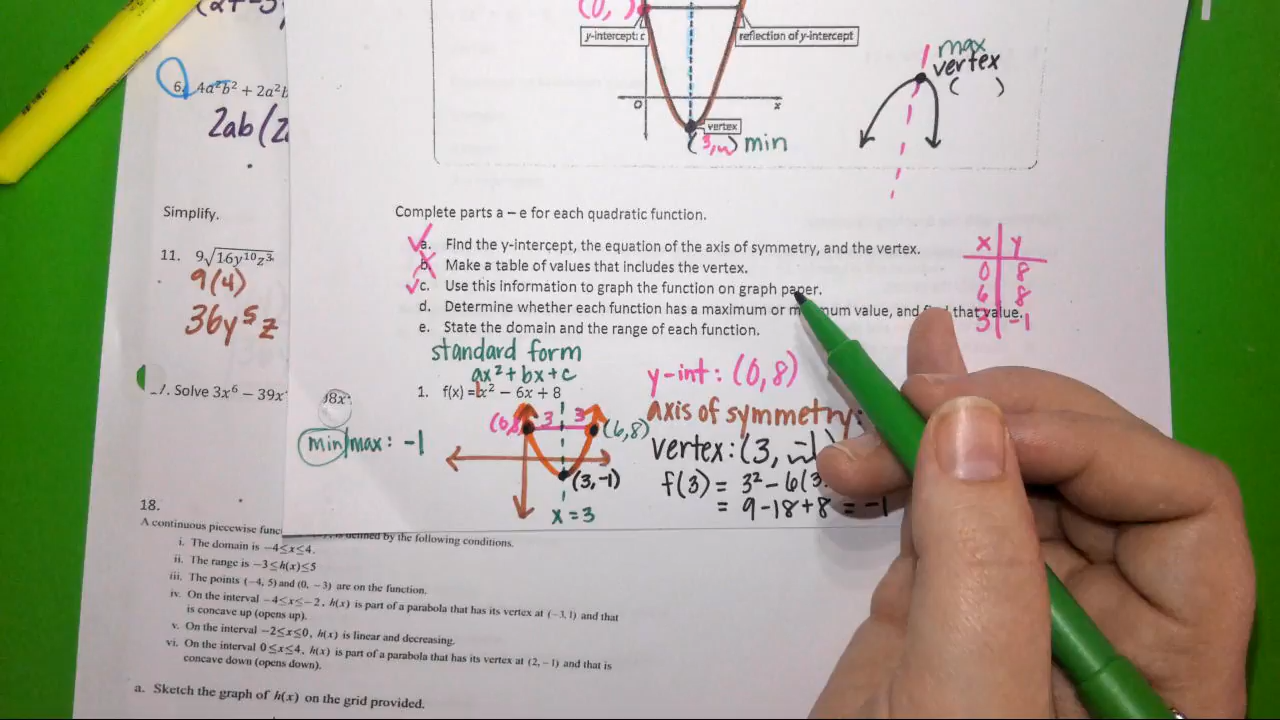 (0, )
y-intercept: c
reflection of y-intercept
max
vertex
( )
O
x
vertex
(3, ) min
6. 4a²b² + 2a²b
2ab(2
Simplify.
11. 9√16y¹⁰z³
9(4)
36y⁵z
Complete parts a – e for each quadratic function.
a. Find the y-intercept, the equation of the axis of symmetry, and the vertex.
b. Make a table of values that includes the vertex.
c. Use this information to graph the function on graph paper.
d. Determine whether each function has a maximum or value, and that value.
e. State the domain and the range of each function.
x y
0 8
6 8
3 -1
standard form
ax² + bx + c
1. f(x) = x² – 6x + 8
y-int: (0,8)
axis of symmetry:
vertex: (3,
f(3) = 3² - 6(3
= 9 - 18 + 8 = -1
3 3
(6,8)
(3,-1)
x = 3
min/max: -1
Solve 3x⁶ – 39x
18.
A continuous piecewise by the following conditions.
i. The domain is −4≤x≤4.
ii. The range is −3≤h(x)≤5
iii. The points (−4, 5) and (0, −3) are on the function.
iv. On the interval −4≤x≤−2, h(x) is part of a parabola that has its vertex at (−3, 1) and that
is concave up (opens up).
v. On the interval −2≤x≤0, h(x) is linear and decreasing.
vi. On the interval 0≤x≤4, h(x) is part of a parabola that has its vertex at (2, −1) and that is
concave down (opens down).
a. Sketch the graph of h(x) on the grid provided.